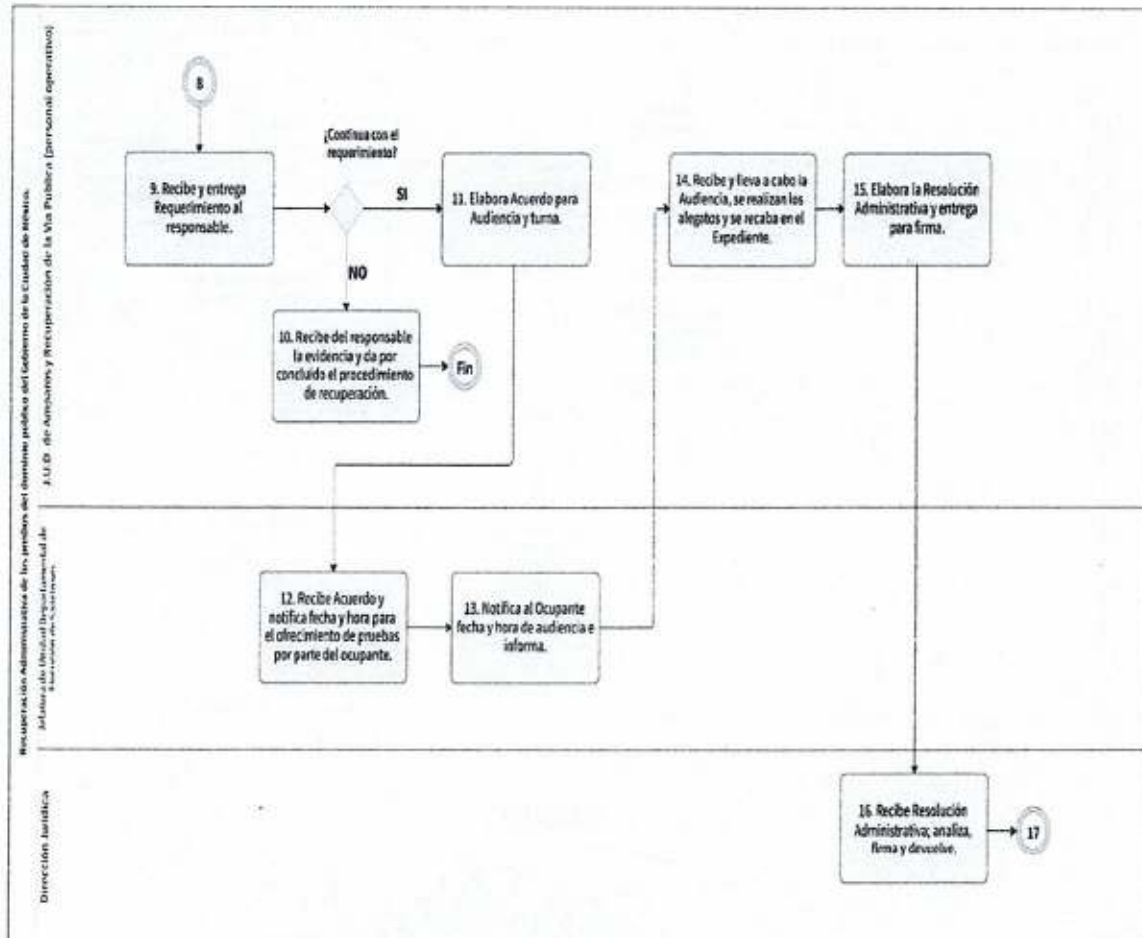 Recuperación Administrativa de los predios del dominio público del Gobierno de la Ciudad de México.
J.U.D. de Amparos y Recuperación de la Vía Pública (personal operativo)
8
9. Recibe y entrega
Requerimiento al
responsable.
¿Continua con el
requerimiento?
SI
NO
10. Recibe del responsable
la evidencia y da por
concluido el procedimiento
de recuperación.
Fin
11. Elabora Acuerdo para
Audiencia y turna.
14. Recibe y lleva a cabo la
Audiencia, se realizan los
alegatos y se recaba en el
Expediente.
15. Elabora la Resolución
Administrativa y entrega
para firma.
Jefatura de Unidad Departamental de
12. Recibe Acuerdo y
notifica fecha y hora para
el ofrecimiento de pruebas
por parte del ocupante.
13. Notifica al Ocupante
fecha y hora de audiencia e
informa.
Dirección Jurídica
16. Recibe Resolución
Administrativa; analiza,
firma y devuelve.
17